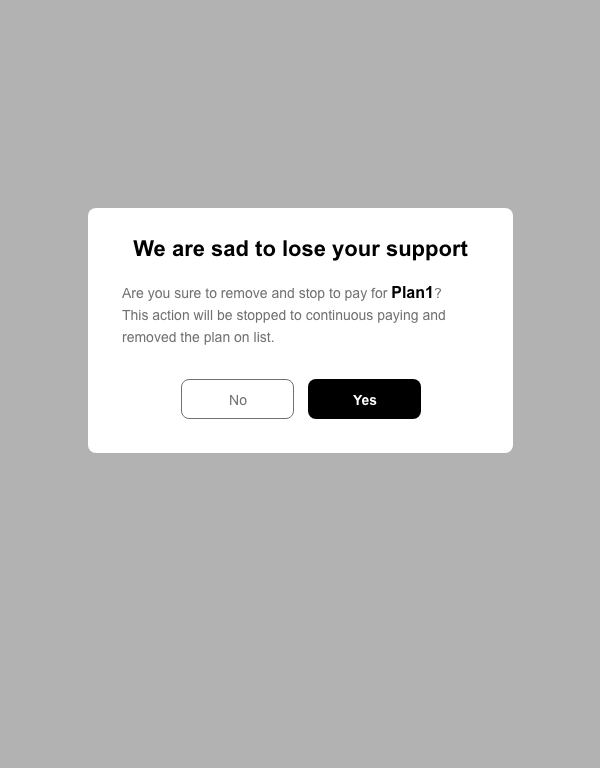 We are sad to lose your support
Are you sure to remove and stop to pay for Plan1?
This action will be stopped to continuous paying and
removed the plan on list.
No
Yes